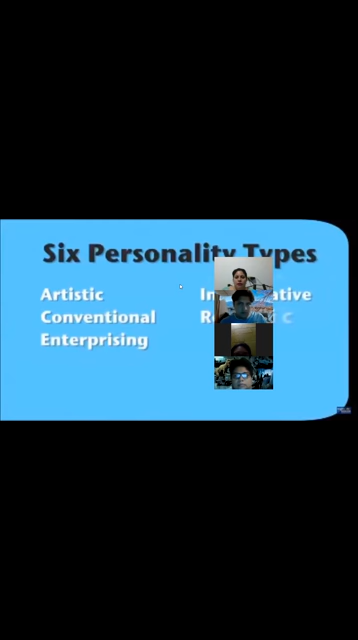 Six Personality Types
Artistic
Conventional
Enterprising